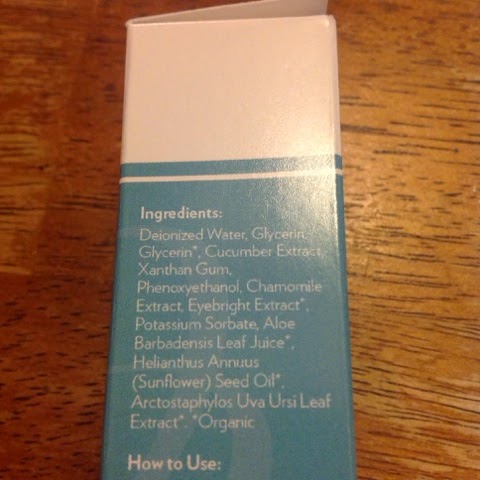 Ingredients:
Deionized Water, Glycerin,
Glycerin*, Cucumber Extract,
Xanthan Gum,
Phenoxyethanol, Chamomile
Extract, Eyebright Extract*,
Potassium Sorbate, Aloe
Barbadensis Leaf Juice*,
Helianthus Annuus
(Sunflower) Seed Oil*,
Arctostaphylos Uva Ursi Leaf
Extract*. *Organic
How to Use: